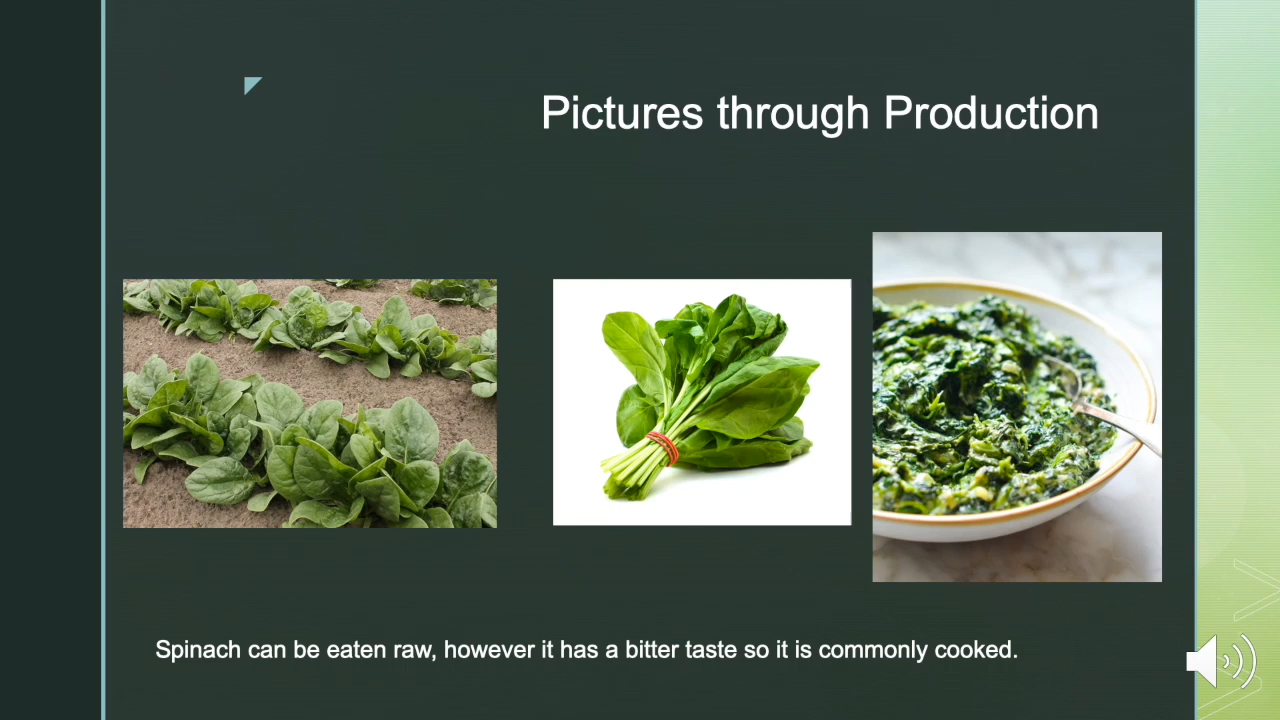 Pictures through Production
Spinach can be eaten raw, however it has a bitter taste so it is commonly cooked.